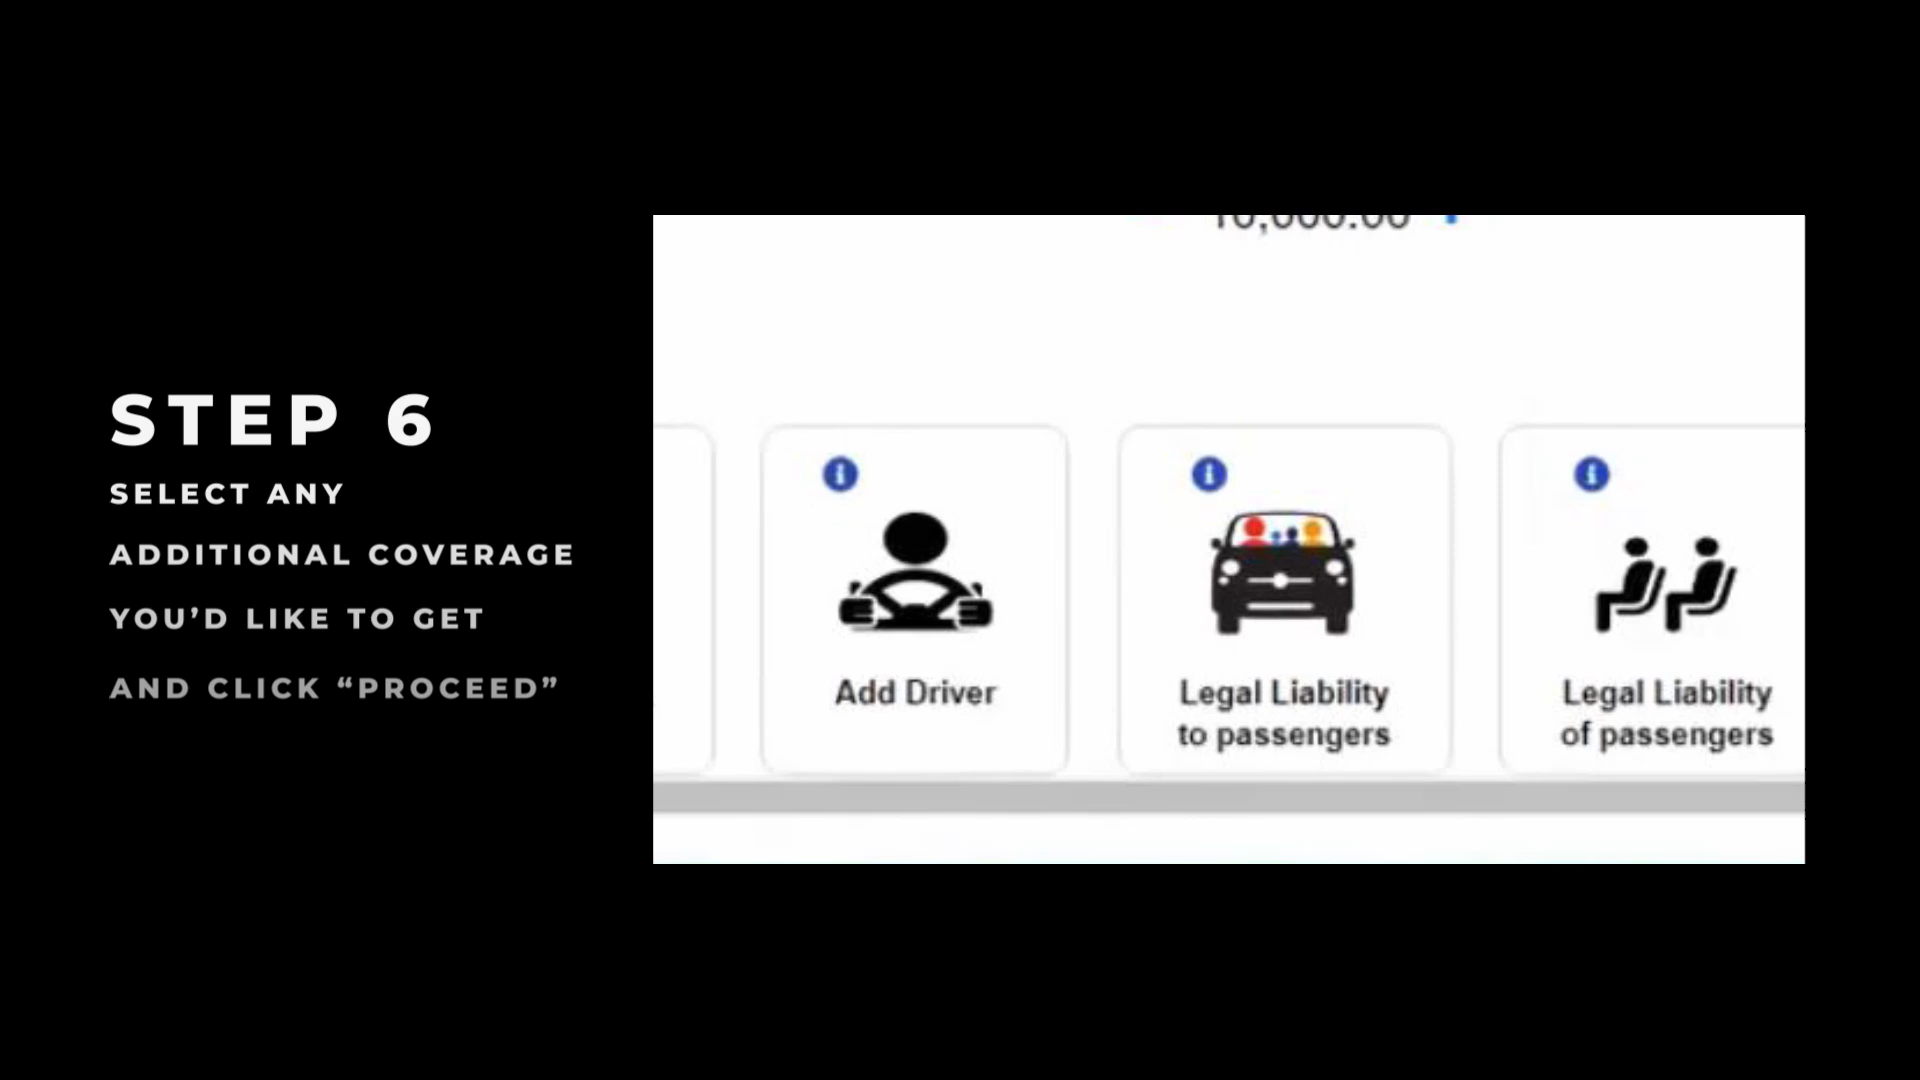 STEP 6
SELECT ANY
ADDITIONAL COVERAGE
YOU’D LIKE TO GET
AND CLICK “PROCEED”
Add Driver
Legal Liability
to passengers
Legal Liability
of passengers